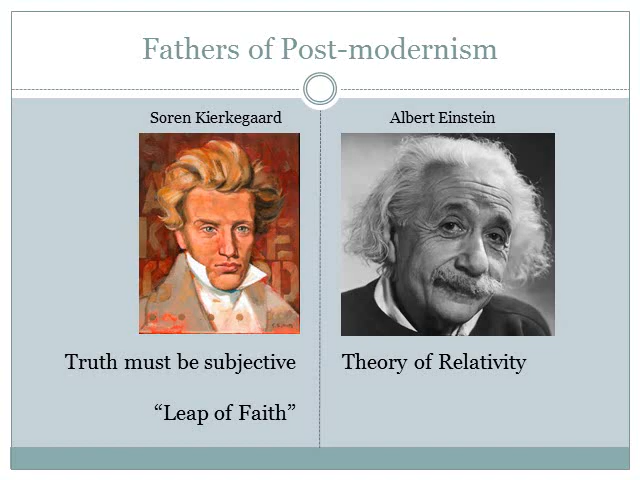 Fathers of Post-modernism
Soren Kierkegaard
Truth must be subjective
“Leap of Faith”
Albert Einstein
Theory of Relativity